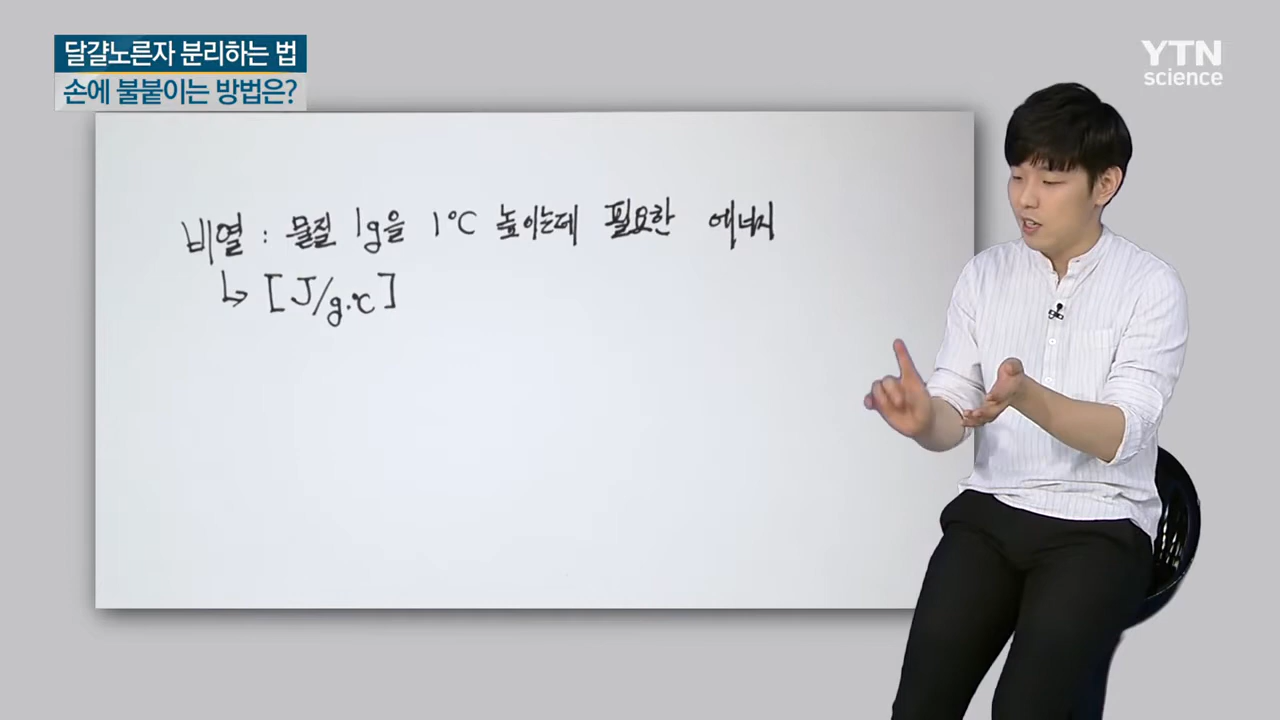 달걀노른자 분리하는 법
손에 불붙이는 방법은?
YTN
science
비열 : 물질 1g을 1℃ 높이는데 필요한 에너지
↳ [J/g·℃]